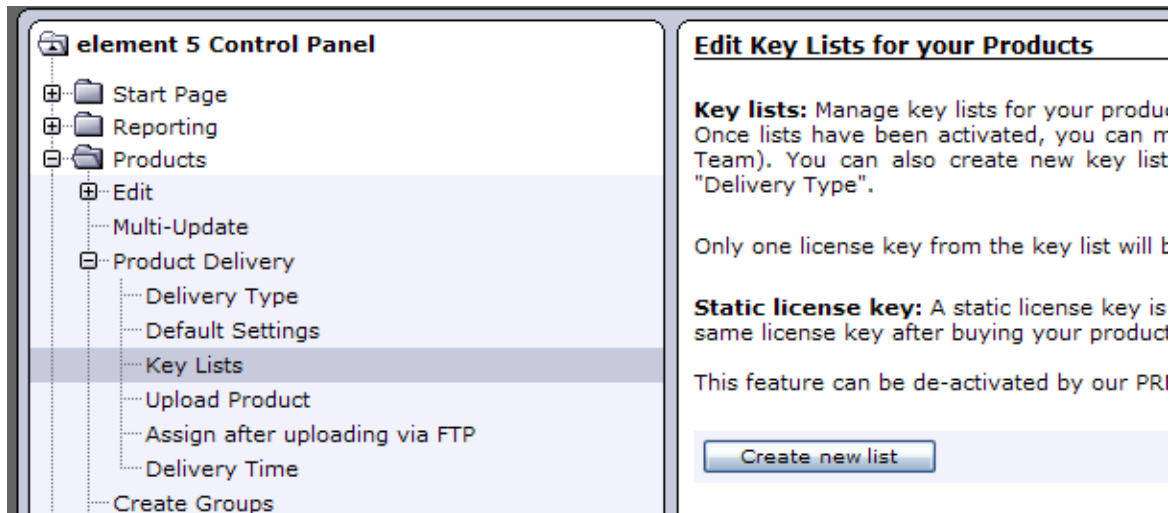 element 5 Control Panel
Start Page
Reporting
Products
Edit
Multi-Update
Product Delivery
Delivery Type
Default Settings
Key Lists
Upload Product
Assign after uploading via FTP
Delivery Time
Create Groups
Edit Key Lists for your Products
Key lists: Manage key lists for your
Once lists have been activated, you can
Team). You can also create new key
"Delivery Type".
Only one license key from the key list will
Static license key: A static license key is
same license key after buying your
This feature can be de-activated by our
Create new list